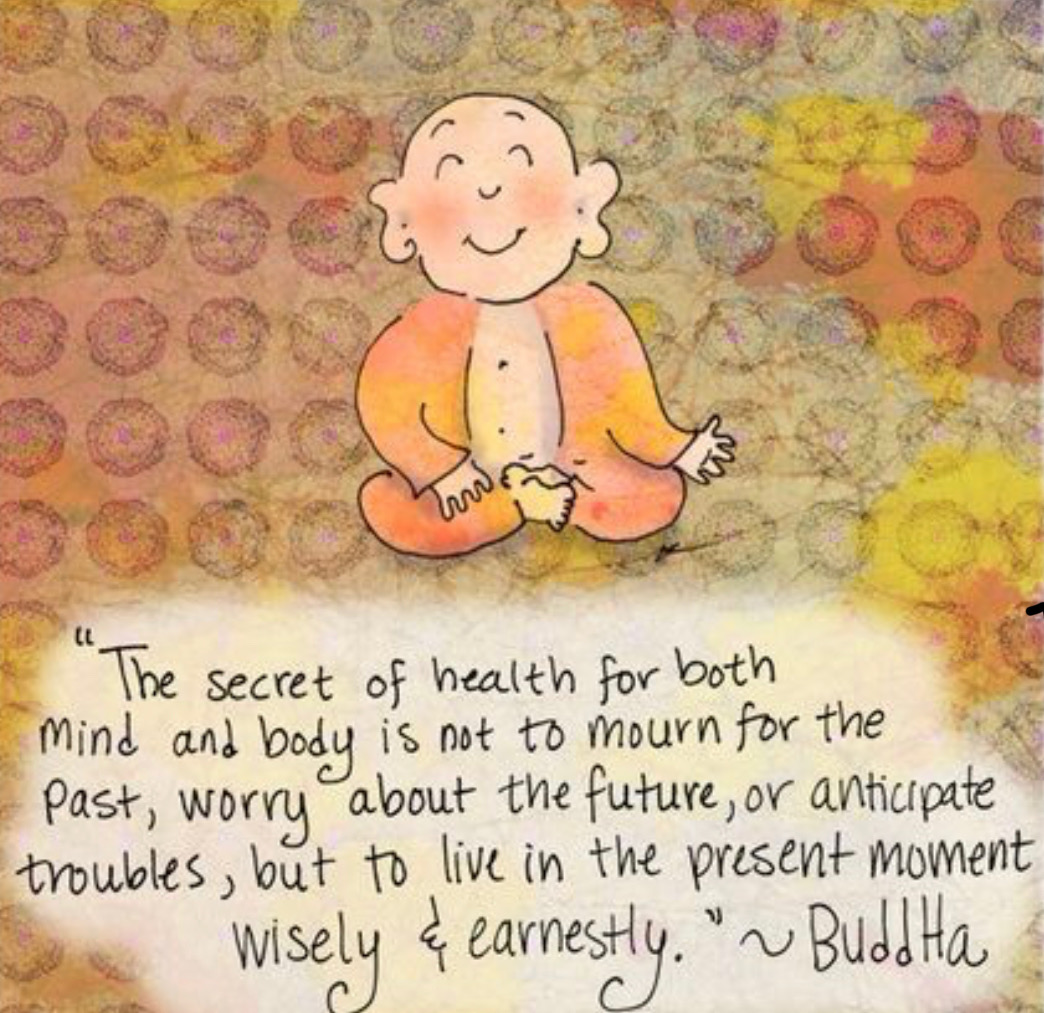 "The secret of health for both
mind and body is not to mourn for the
past, worry about the future, or anticipate
troubles, but to live in the present moment
wisely & earnestly." ~ BuddHa